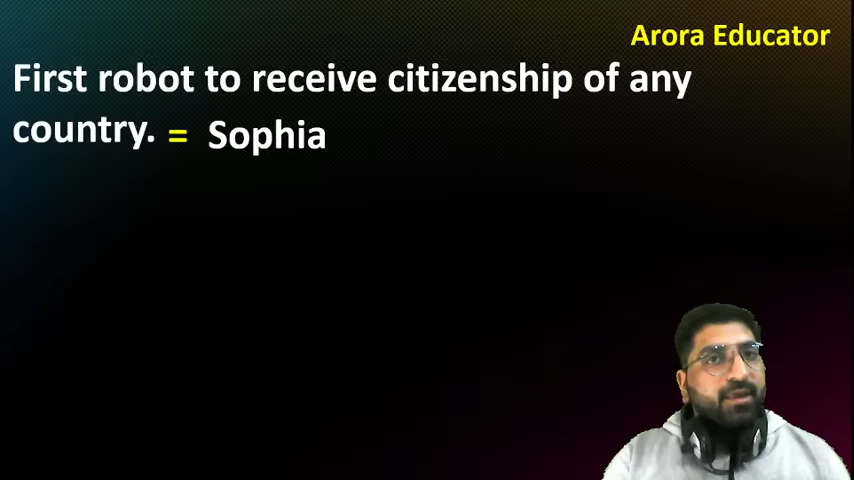 Arora Educator
First robot to receive citizenship of any
country. = Sophia